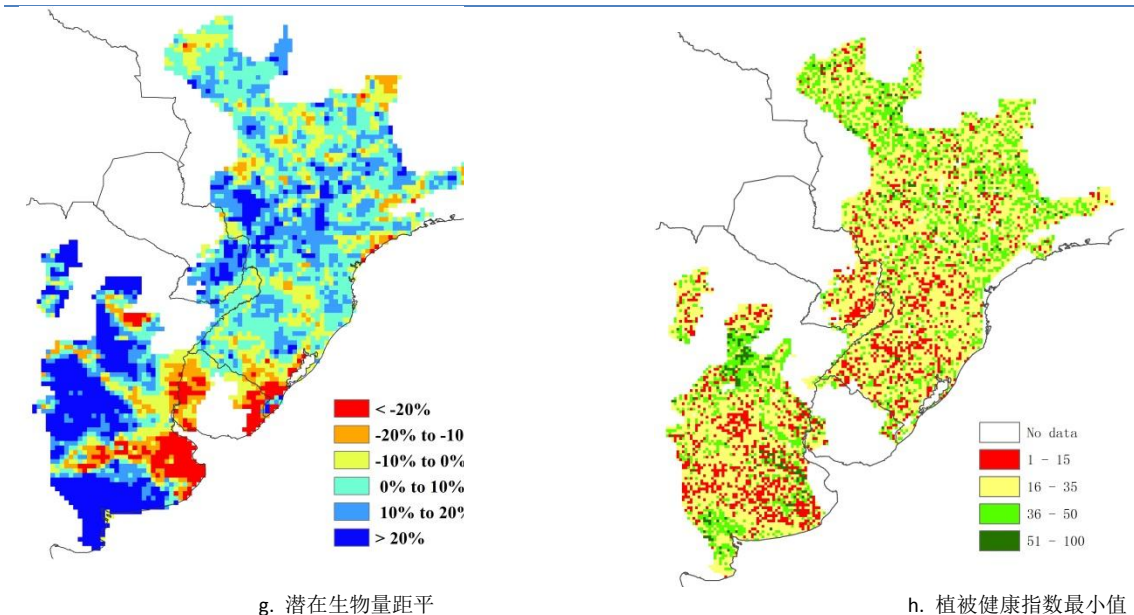 < -20%
-20% to -10
-10% to 0%
0% to 10%
10% to 20%
> 20%
g. 潜在生物量距平
No data
1 - 15
16 - 35
36 - 50
51 - 100
h. 植被健康指数最小值